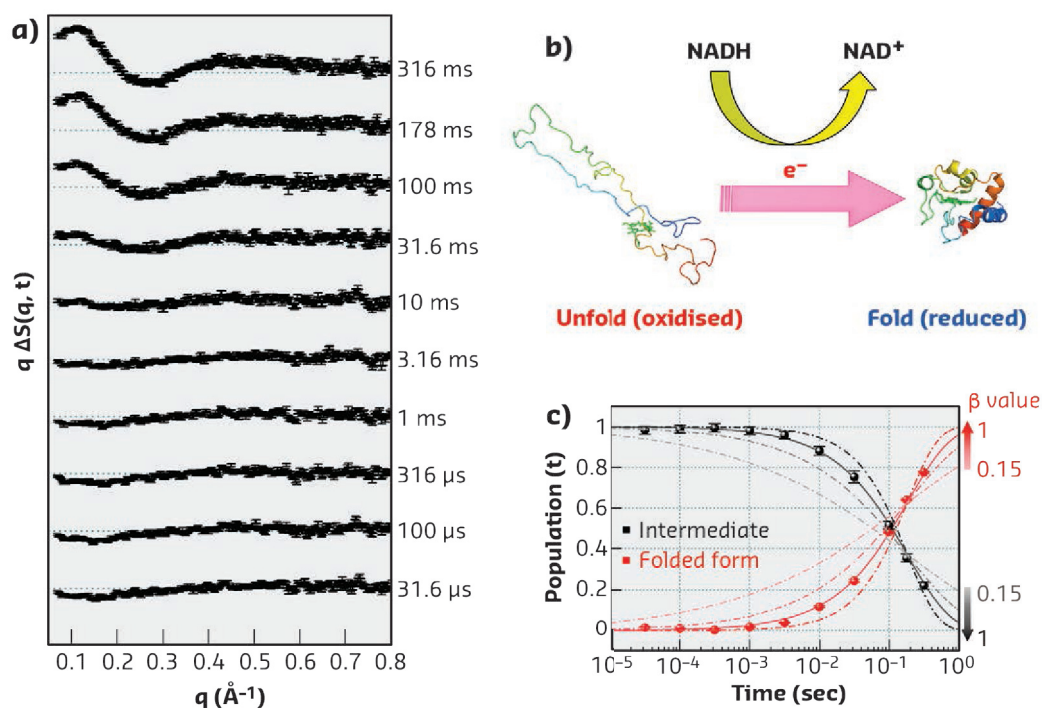 a)
316 ms
178 ms
100 ms
31.6 ms
10 ms
3.16 ms
1 ms
316 µs
100 µs
31.6 µs
q ΔS(q, t)
0.1 0.2 0.3 0.4 0.5 0.6 0.7 0.8
q (Å⁻¹)
b)
NADH NAD⁺
e⁻
Unfold (oxidised) Fold (reduced)
c)
β value
1
0.15
0.15
1
1
0.8
0.6
0.4
0.2
0
Population (t)
Intermediate
Folded form
10⁻⁵ 10⁻⁴ 10⁻³ 10⁻² 10⁻¹ 10⁰
Time (sec)